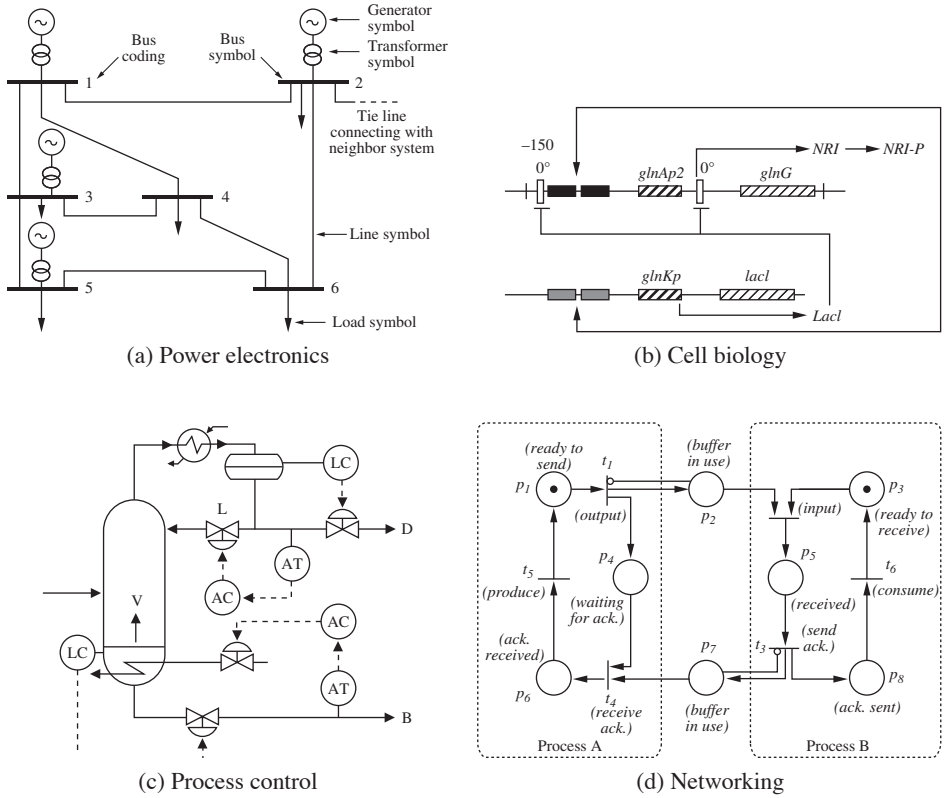 Generator
symbol
Bus
coding
Bus
symbol
Transformer
symbol
1
2
Tie line
connecting with
neighbor system
3
4
Line symbol
5
6
Load symbol
(a) Power electronics
−150
0°
glnAp2
0°
glnG
NRI
NRI-P
glnKp
lacl
Lacl
(b) Cell biology
LC
L
D
AT
AC
V
AC
LC
AT
B
(c) Process control
(ready to
send)
t1
(buffer
in use)
p1
p2
(input)
p3
(output)
(ready to
receive)
p4
p5
t5
t6
(produce)
(consume)
(waiting
for ack.)
(received)
(ack.
received)
p7
t3
(send
ack.)
p6
t4
p8
(receive
ack.)
(buffer
in use)
(ack. sent)
Process A
Process B
(d) Networking